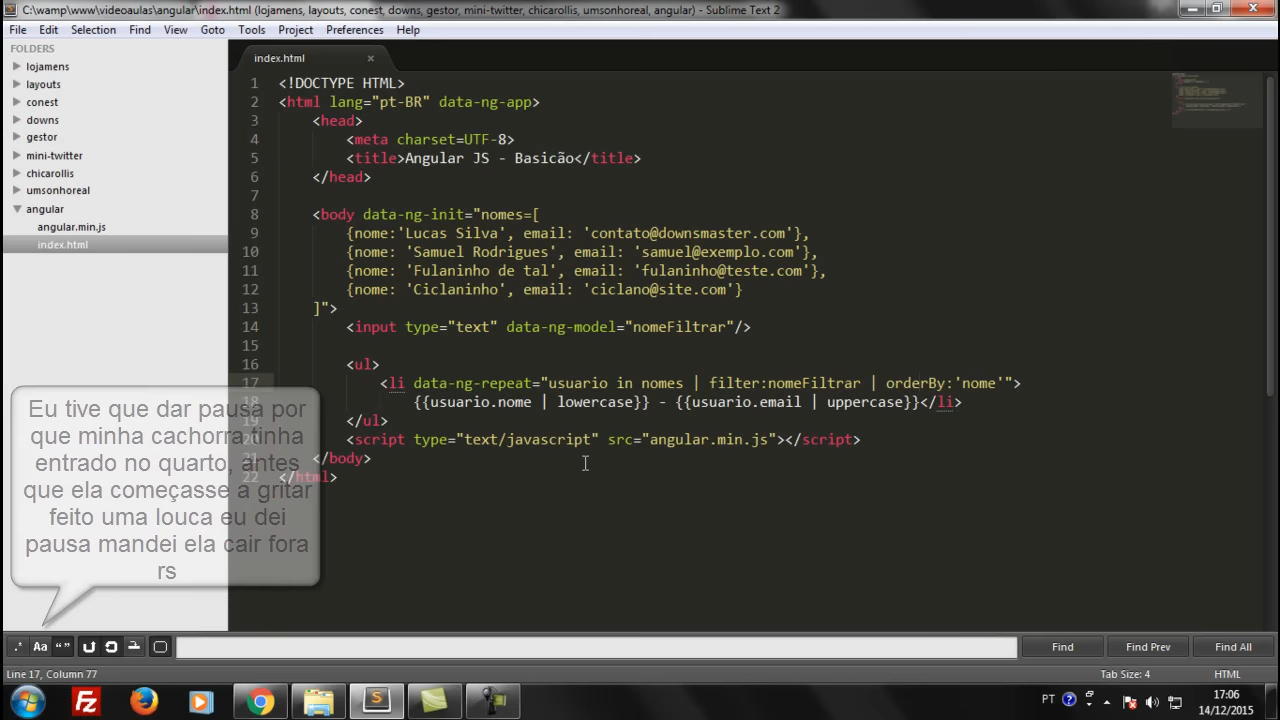 C:\wamp\www\videoaulas\angular\index.html (lojamens, layouts, conest, downs, gestor, mini-twitter, chicarollis, umsonhoreal, angular) - Sublime Text 2
File Edit Selection Find View Goto Tools Project Preferences Help
FOLDERS
lojamens
layouts
conest
downs
gestor
mini-twitter
chicarollis
umsonhoreal
angular
angular.min.js
index.html
index.html ×
1 <!DOCTYPE HTML>
2 <html lang="pt-BR" data-ng-app>
3 <head>
4 <meta charset=UTF-8>
5 <title>Angular JS - Basicão</title>
6 </head>
7
8 <body data-ng-init="nomes=[
9 {nome:'Lucas Silva', email: 'contato@downsmaster.com'},
10 {nome: 'Samuel Rodrigues', email: 'samuel@exemplo.com'},
11 {nome: 'Fulaninho de tal', email: 'fulaninho@teste.com'},
12 {nome: 'Ciclaninho', email: 'ciclano@site.com'}
13 ]">
14 <input type="text" data-ng-model="nomeFiltrar"/>
15
16 <ul>
17 <li data-ng-repeat="usuario in nomes | filter:nomeFiltrar | orderBy:'nome'">
18 {{usuario.nome | lowercase}} - {{usuario.email | uppercase}}</li>
19 </ul>
20 <script type="text/javascript" src="angular.min.js"></script>
21 </body>
22 </html>
Eu tive que dar pausa por
que minha cachorra tinha
entrado no quarto, antes
que ela começasse a gritar
feito uma louca eu dei
pausa mandei ela cair fora
rs
.* Aa “”
Find Find Prev Find All
Line 17, Column 77 Tab Size: 4 HTML
PT 17:06
14/12/2015